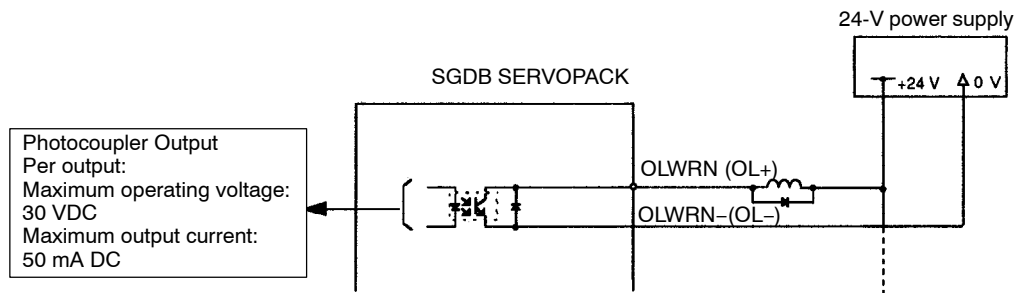 24-V power supply
+24 V
0 V
SGDB SERVOPACK
Photocoupler Output
Per output:
Maximum operating voltage:
30 VDC
Maximum output current:
50 mA DC
OLWRN (OL+)
OLWRN−(OL−)